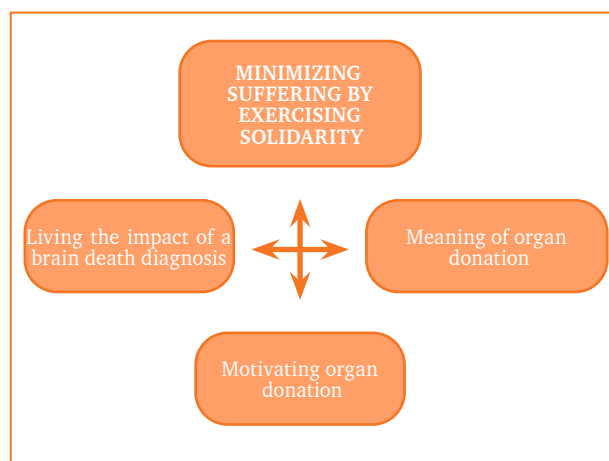 MINIMIZING
SUFFERING BY
EXERCISING
SOLIDARITY
Living the impact of a
brain death diagnosis
Meaning of organ
donation
Motivating organ
donation